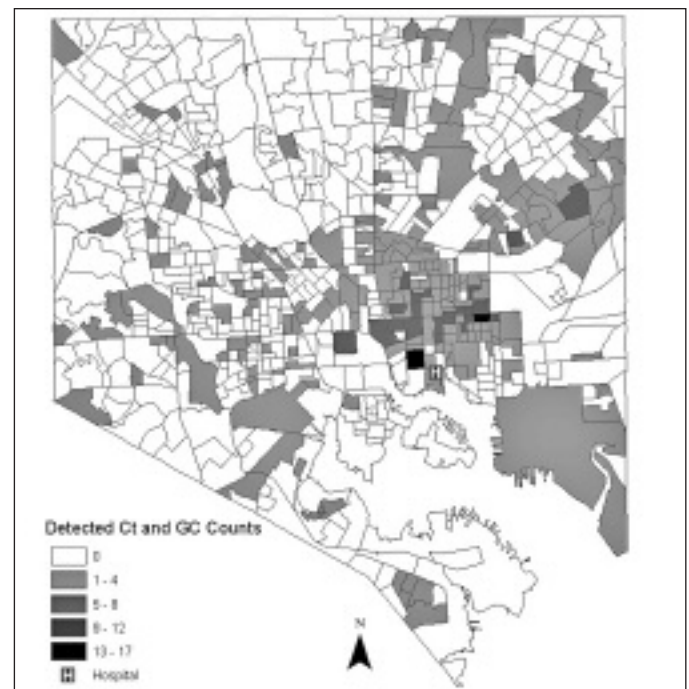 Detected Ct and GC Counts
0
1 - 4
5 - 8
9 - 12
13 - 17
H Hospital
N
H